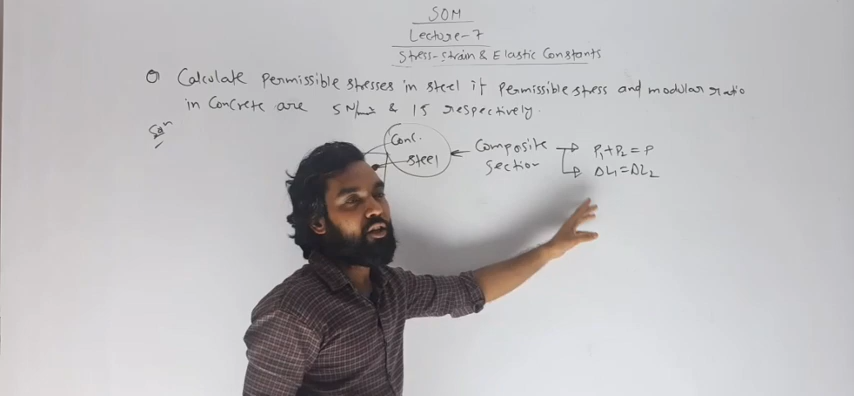 SOM
Lecture-7
Stress-strain & Elastic Constants
Q Calculate permissible stresses in steel if permissible stress and modular ratio
in concrete are 5 N/mm² & 15 respectively.
Solⁿ
Conc.
steel
Composite section
P₁+P₂ = P
ΔL₁ = ΔL₂